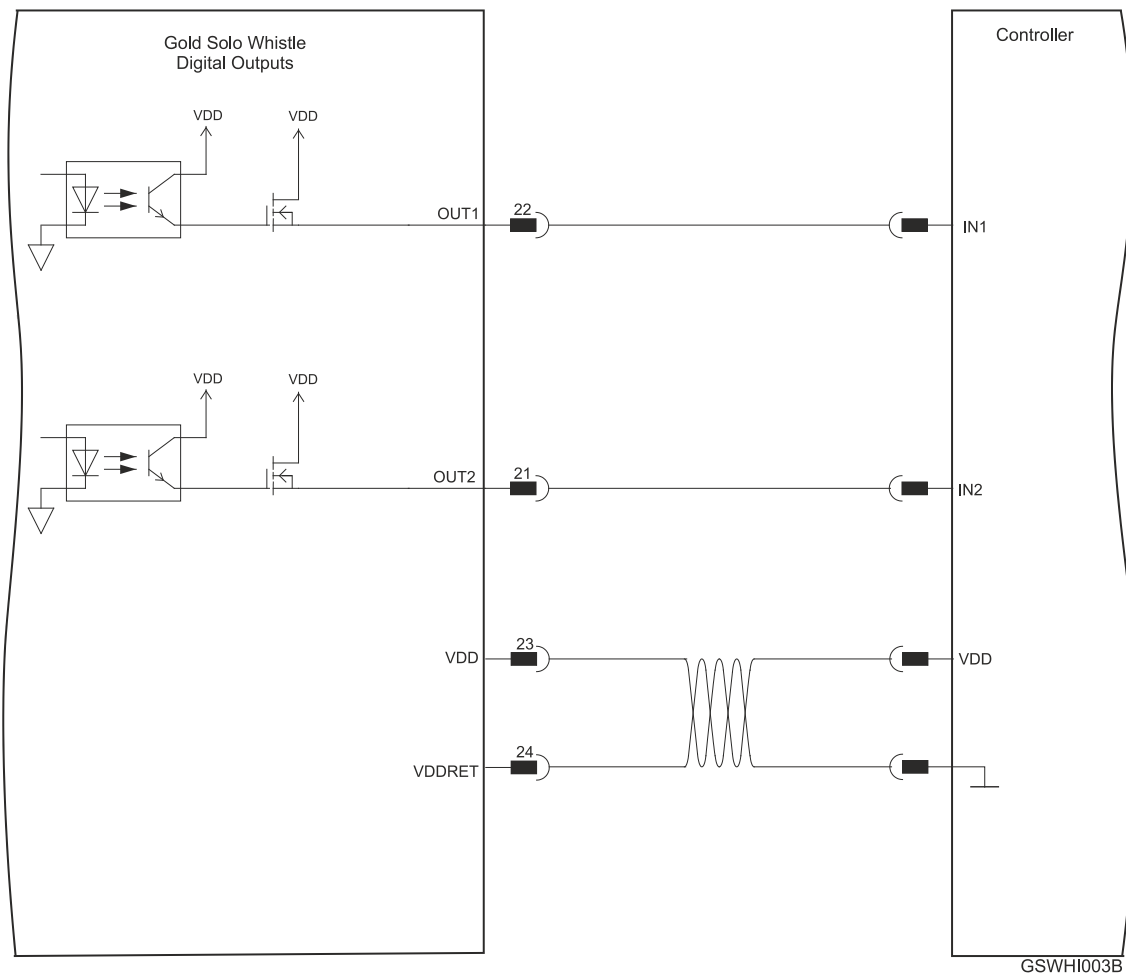 Gold Solo Whistle
Digital Outputs
Controller
VDD
VDD
OUT1
22
IN1
VDD
VDD
OUT2
21
IN2
VDD
23
VDD
VDDRET
24
GSWHI003B